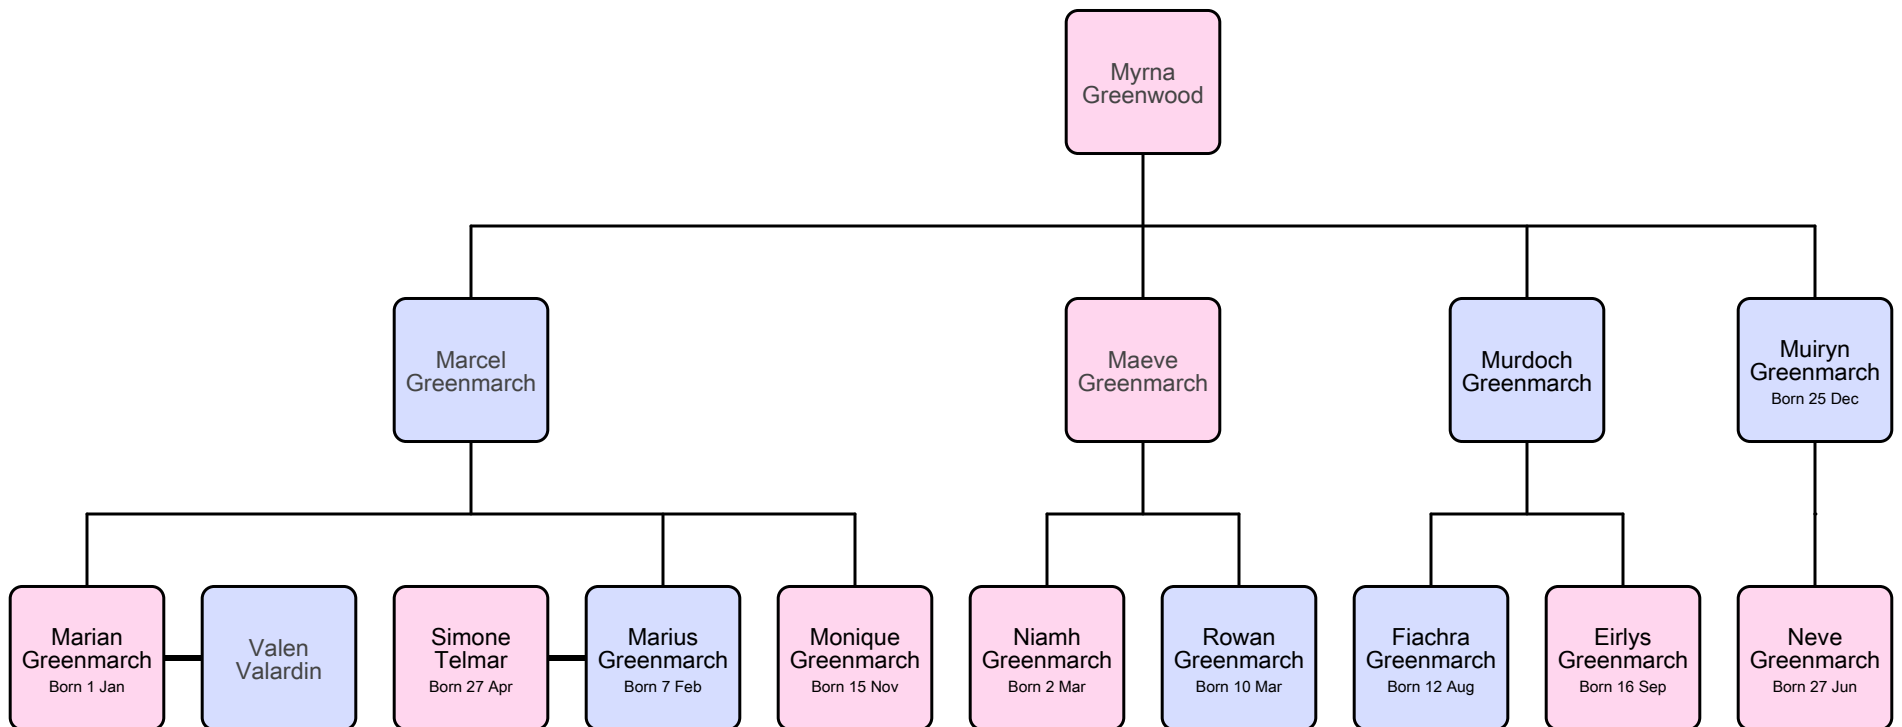 Myrna
Greenwood
Marcel
Greenmarch
Maeve
Greenmarch
Murdoch
Greenmarch
Muiryn
Greenmarch
Born 25 Dec
Marian
Greenmarch
Born 1 Jan
Valen
Valardin
Simone
Telmar
Born 27 Apr
Marius
Greenmarch
Born 7 Feb
Monique
Greenmarch
Born 15 Nov
Niamh
Greenmarch
Born 2 Mar
Rowan
Greenmarch
Born 10 Mar
Fiachra
Greenmarch
Born 12 Aug
Eirlys
Greenmarch
Born 16 Sep
Neve
Greenmarch
Born 27 Jun